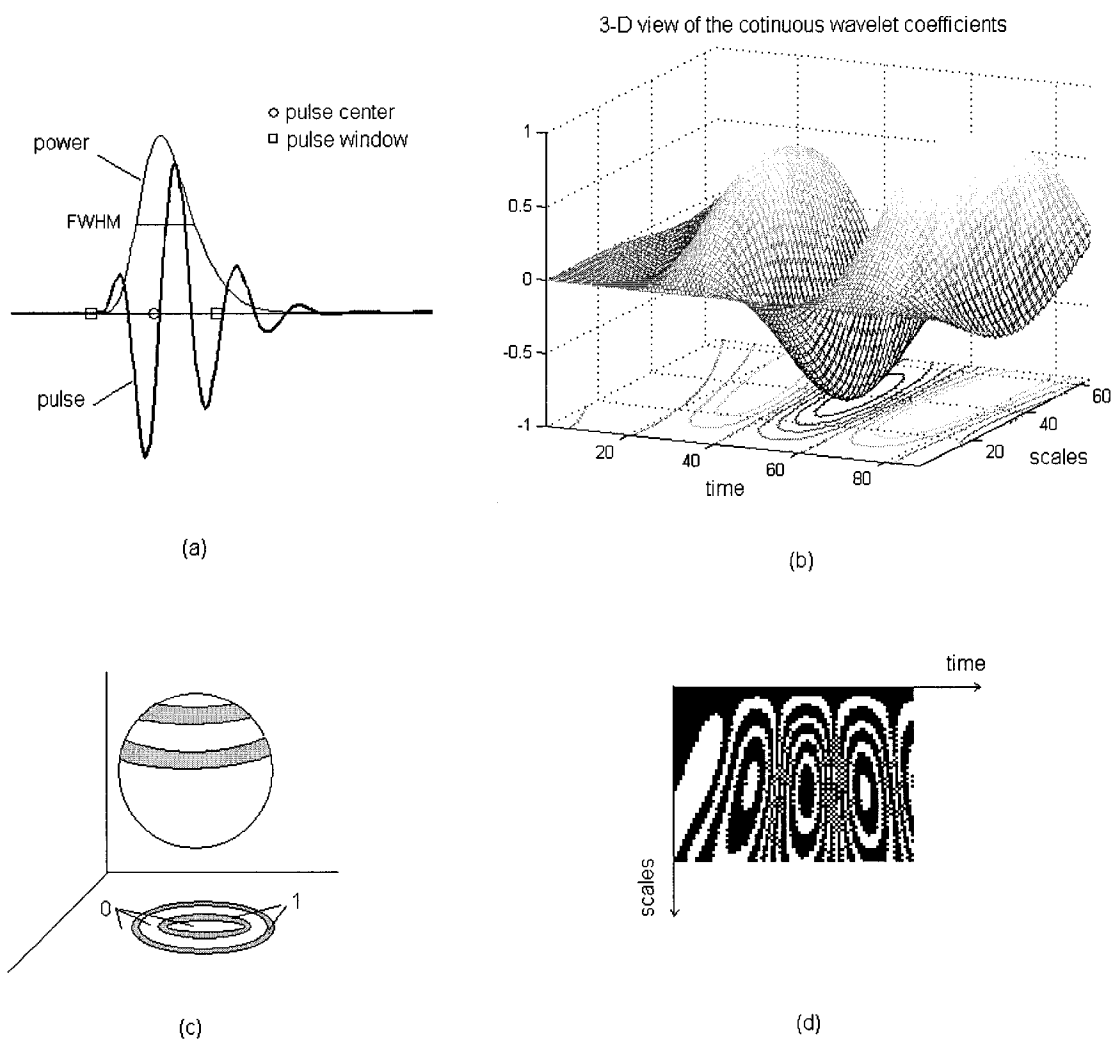 3-D view of the cotinuous wavelet coefficients
pulse center
pulse window
power
FWHM
pulse
(a)
1
0.5
0
-0.5
-1
20
40
60
80
time
20
40
60
scales
(b)
0
1
(c)
time
scales
(d)